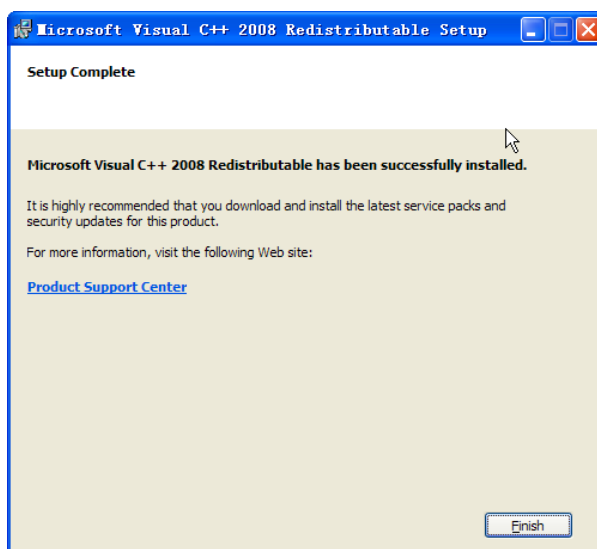 Microsoft Visual C++ 2008 Redistributable Setup
Setup Complete
Microsoft Visual C++ 2008 Redistributable has been successfully installed.
It is highly recommended that you download and install the latest service packs and
security updates for this product.
For more information, visit the following Web site:
Product Support Center
Finish